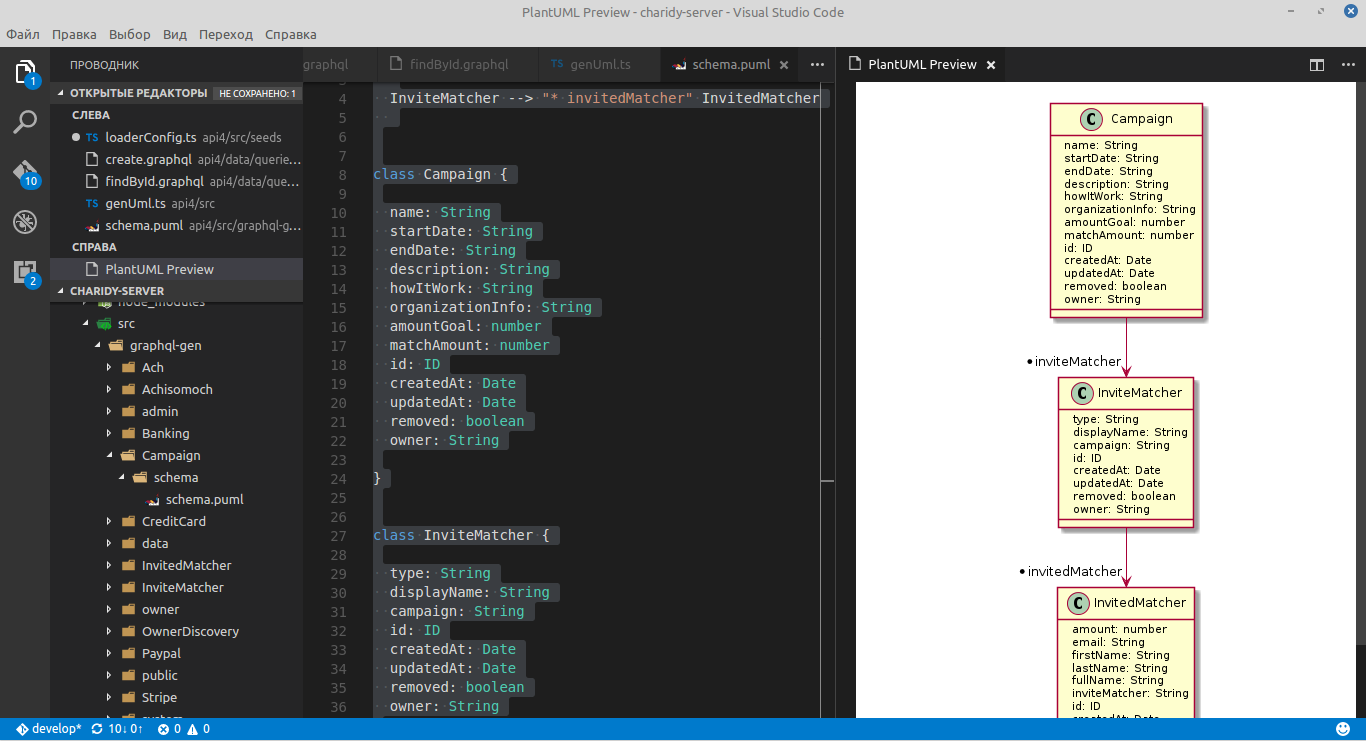 PlantUML Preview - charidy-server - Visual Studio Code
Файл Правка Выбор Вид Переход Справка
ПРОВОДНИК
ОТКРЫТЫЕ РЕДАКТОРЫ НЕ СОХРАНЕНО: 1
СЛЕВА
TS loaderConfig.ts api4/src/seeds
create.graphql api4/data/querie...
findById.graphql api4/data/que...
TS genUml.ts api4/src
schema.puml api4/src/graphql-g...
СПРАВА
PlantUML Preview
CHARIDY-SERVER
node_modules
src
graphql-gen
Ach
Achisomoch
admin
Banking
Campaign
schema
schema.puml
CreditCard
data
InvitedMatcher
InviteMatcher
owner
OwnerDiscovery
Paypal
public
Stripe
1
10
2
graphql findById.graphql TS genUml.ts schema.puml × ...
4 InviteMatcher --> "* invitedMatcher" InvitedMatcher
5
6
7
8 class Campaign {
9
10 name: String
11 startDate: String
12 endDate: String
13 description: String
14 howItWork: String
15 organizationInfo: String
16 amountGoal: number
17 matchAmount: number
18 id: ID
19 createdAt: Date
20 updatedAt: Date
21 removed: boolean
22 owner: String
23
24 }
25
26
27 class InviteMatcher {
28
29 type: String
30 displayName: String
31 campaign: String
32 id: ID
33 createdAt: Date
34 updatedAt: Date
35 removed: boolean
36 owner: String
PlantUML Preview × ...
C Campaign
name: String
startDate: String
endDate: String
description: String
howItWork: String
organizationInfo: String
amountGoal: number
matchAmount: number
id: ID
createdAt: Date
updatedAt: Date
removed: boolean
owner: String
• inviteMatcher
C InviteMatcher
type: String
displayName: String
campaign: String
id: ID
createdAt: Date
updatedAt: Date
removed: boolean
owner: String
• invitedMatcher
C InvitedMatcher
amount: number
email: String
firstName: String
lastName: String
fullName: String
inviteMatcher: String
id: ID
createdAt: Date
develop* 10↓ 0↑ 0 0